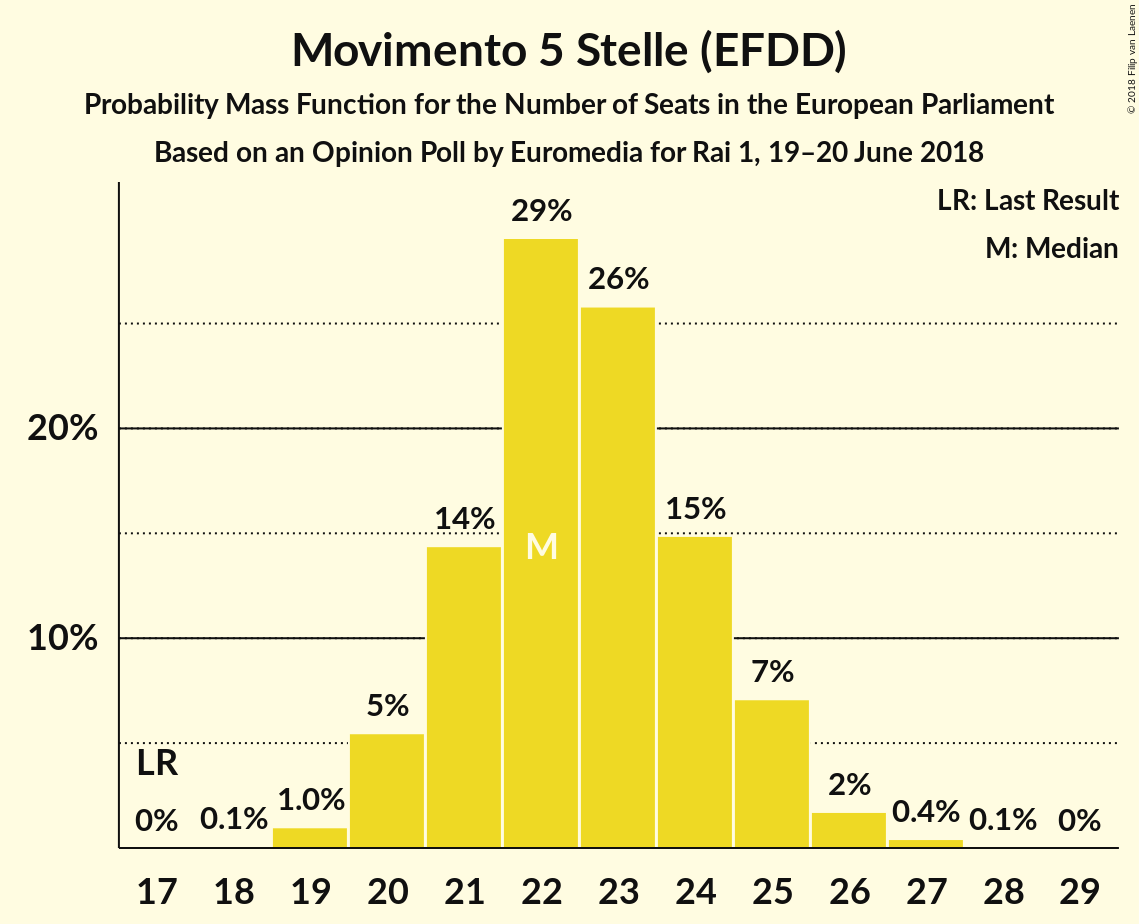 Movimento 5 Stelle (EFDD)
Probability Mass Function for the Number of Seats in the European Parliament
Based on an Opinion Poll by Euromedia for Rai 1, 19–20 June 2018
© 2018 Filip van Laenen
LR: Last Result
M: Median
29%
26%
20%
15%
14%
M
10%
7%
5%
LR
2%
1.0%
0% 0.1% 0.4% 0.1% 0%
17 18 19 20 21 22 23 24 25 26 27 28 29